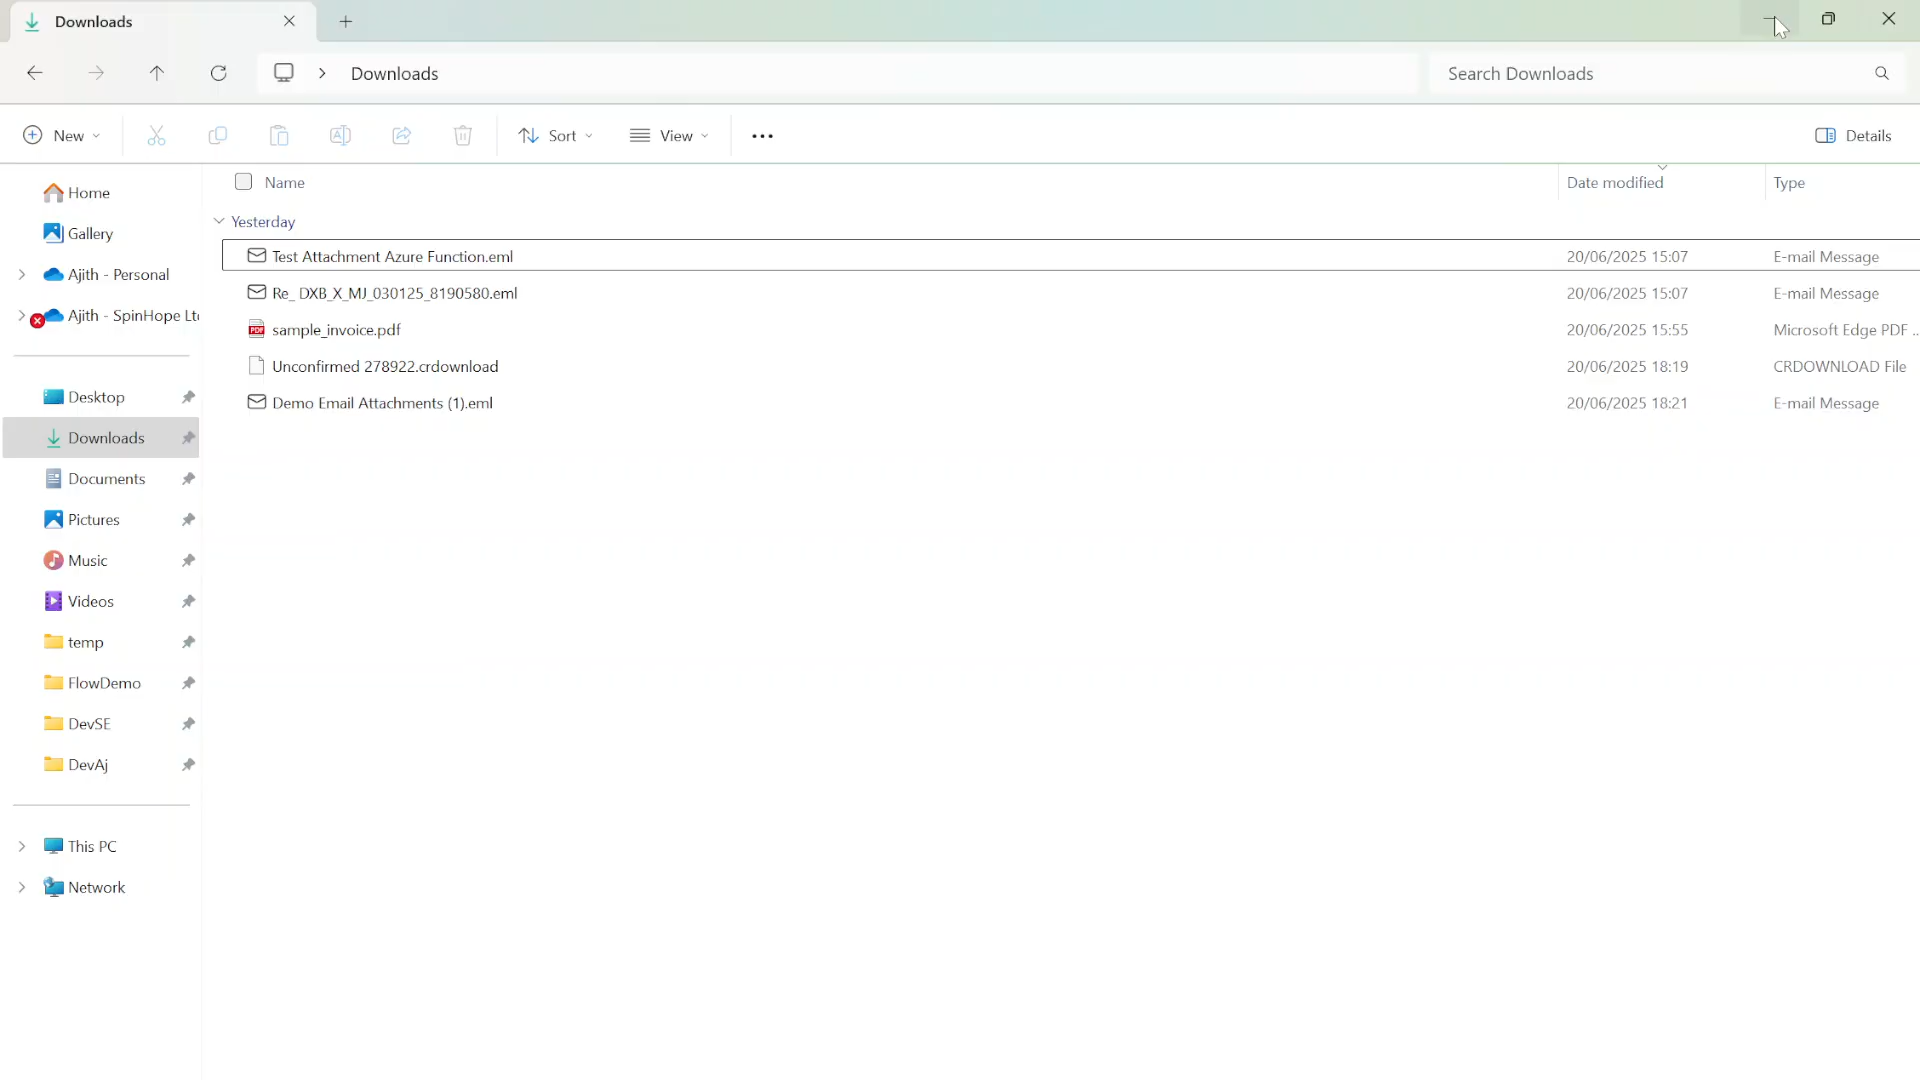 Downloads
Downloads
Search Downloads
New
Sort
View
Details
Name
Date modified
Type
Home
Gallery
Ajith - Personal
Ajith - SpinHope Lt
Desktop
Downloads
Documents
Pictures
Music
Videos
temp
FlowDemo
DevSE
DevAj
This PC
Network
Yesterday
Test Attachment Azure Function.eml 20/06/2025 15:07 E-mail Message
Re_ DXB_X_MJ_030125_8190580.eml 20/06/2025 15:07 E-mail Message
sample_invoice.pdf 20/06/2025 15:55 Microsoft Edge PDF ...
Unconfirmed 278922.crdownload 20/06/2025 18:19 CRDOWNLOAD File
Demo Email Attachments (1).eml 20/06/2025 18:21 E-mail Message